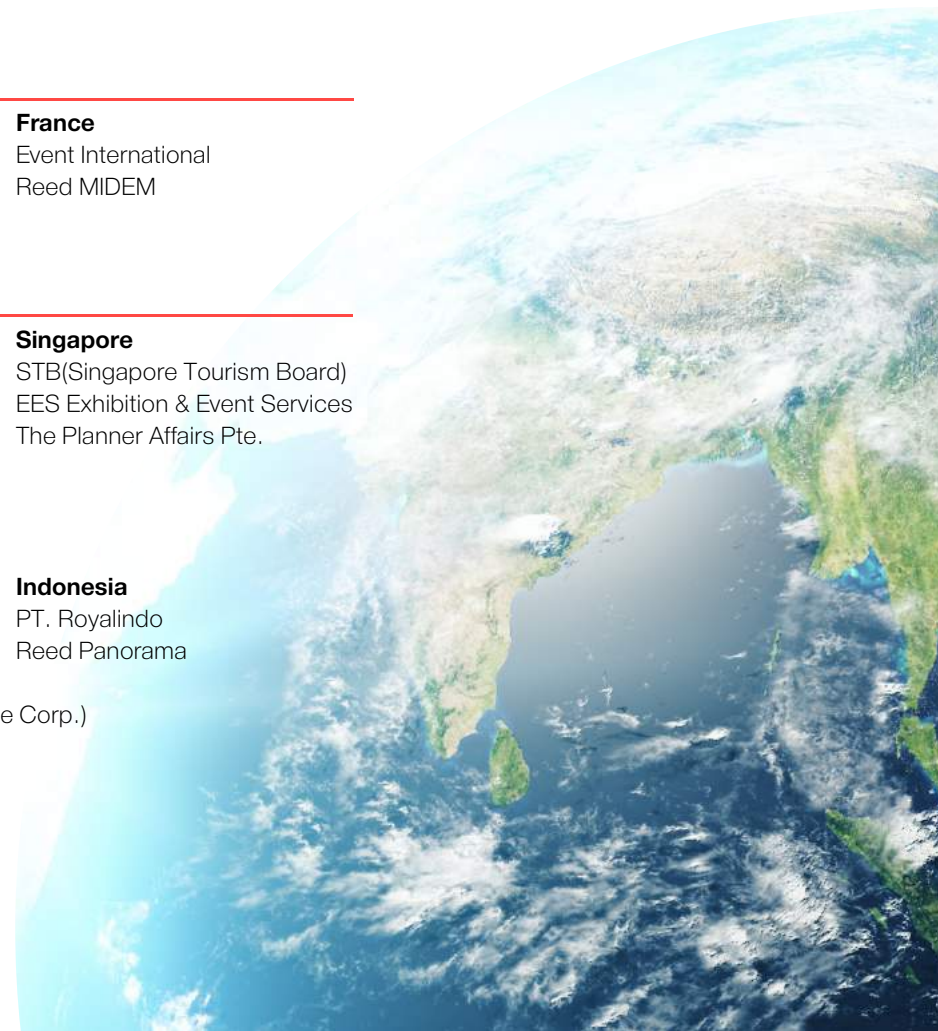 France
Event International
Reed MIDEM
Singapore
STB(Singapore Tourism Board)
EES Exhibition & Event Services
The Planner Affairs Pte.
Indonesia
PT. Royalindo
Reed Panorama
e Corp.)